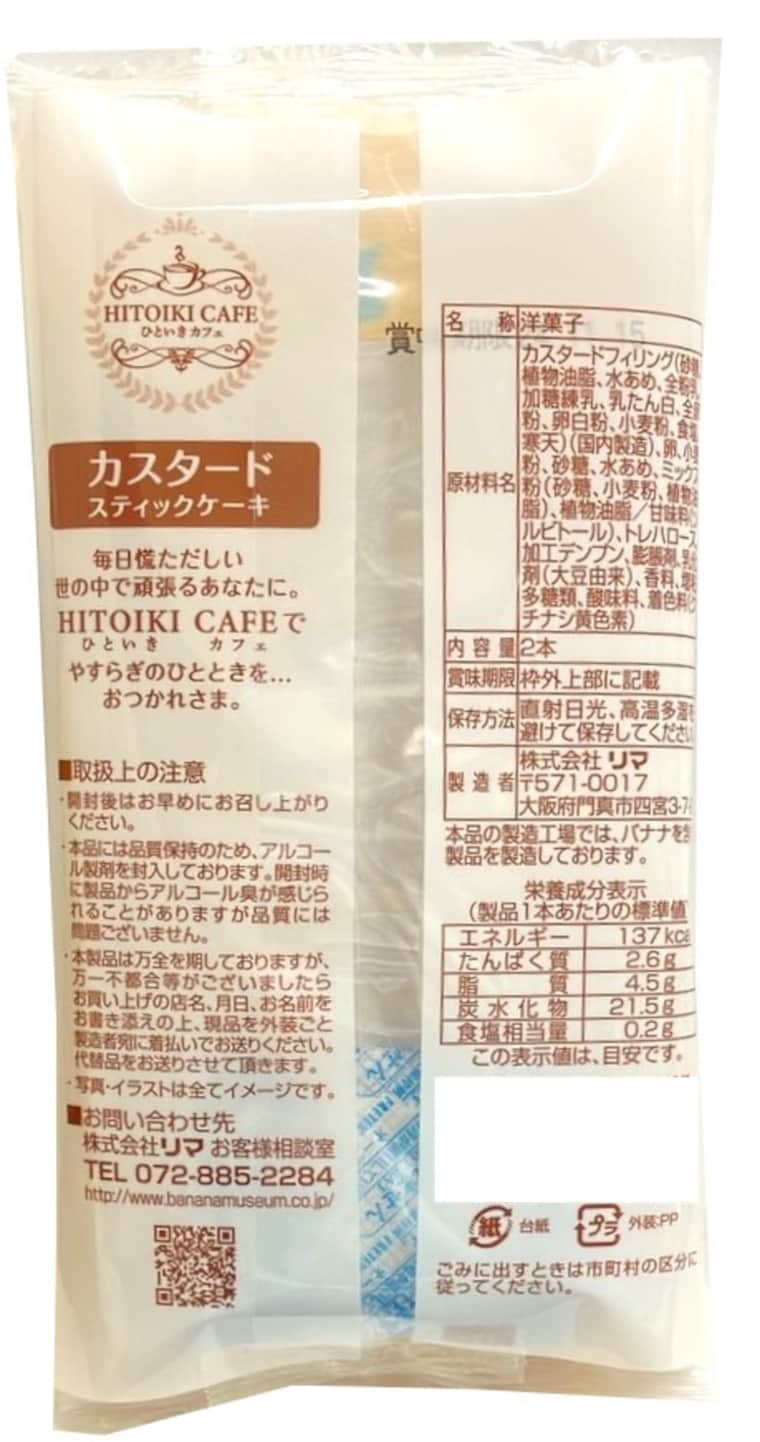 HITOIKI CAFE
ひといきカフェ
カスタード
スティックケーキ
毎日慌ただしい
世の中で頑張るあなたに。
HITOIKI CAFEで
ひといき カフェ
やすらぎのひとときを…
おつかれさま。
■取扱上の注意
・開封後はお早めにお召し上がり
ください。
・本品には品質保持のため、アルコー
ル製剤を封入しております。開封時
に製品からアルコール臭が感じら
れることがありますが品質には
問題ございません。
・本製品は万全を期しておりますが、
万一不都合等がございましたら
お買い上げの店名、月日、お名前を
お書き添えの上、現品を外装ごと
製造者宛に着払いでお送りください。
代替品をお送りさせて頂きます。
・写真・イラストは全てイメージです。
■お問い合わせ先
株式会社リマ お客様相談室
TEL 072-885-2284
http://www.bananamuseum.co.jp/
賞
名 称 洋菓子
原材料名
カスタードフィリング(砂糖、
植物油脂、水あめ、全粉乳、
加糖練乳、乳たん白、全卵
粉、卵白粉、小麦粉、食塩、
寒天)(国内製造)、卵、小麦
粉、砂糖、水あめ、ミックス
粉(砂糖、小麦粉、植物油
脂)、植物油脂/甘味料(ソ
ルビトール)、トレハロース、
加工デンプン、膨脹剤、乳化
剤(大豆由来)、香料、増粘
多糖類、酸味料、着色料(ク
チナシ黄色素)
内容量 2本
賞味期限 枠外上部に記載
保存方法 直射日光、高温多湿を
避けて保存してください
製造者 株式会社 リマ
〒571-0017
大阪府門真市四宮3-7-
本品の製造工場では、バナナを含
製品を製造しております。
栄養成分表示
(製品1本あたりの標準値
エネルギー 137kca
たんぱく質 2.6g
脂 質 4.5g
炭水化物 21.5g
食塩相当量 0.2g
この表示値は、目安です。
紙 台紙 プラ 外装:PP
ごみに出すときは市町村の区分に
従ってください。